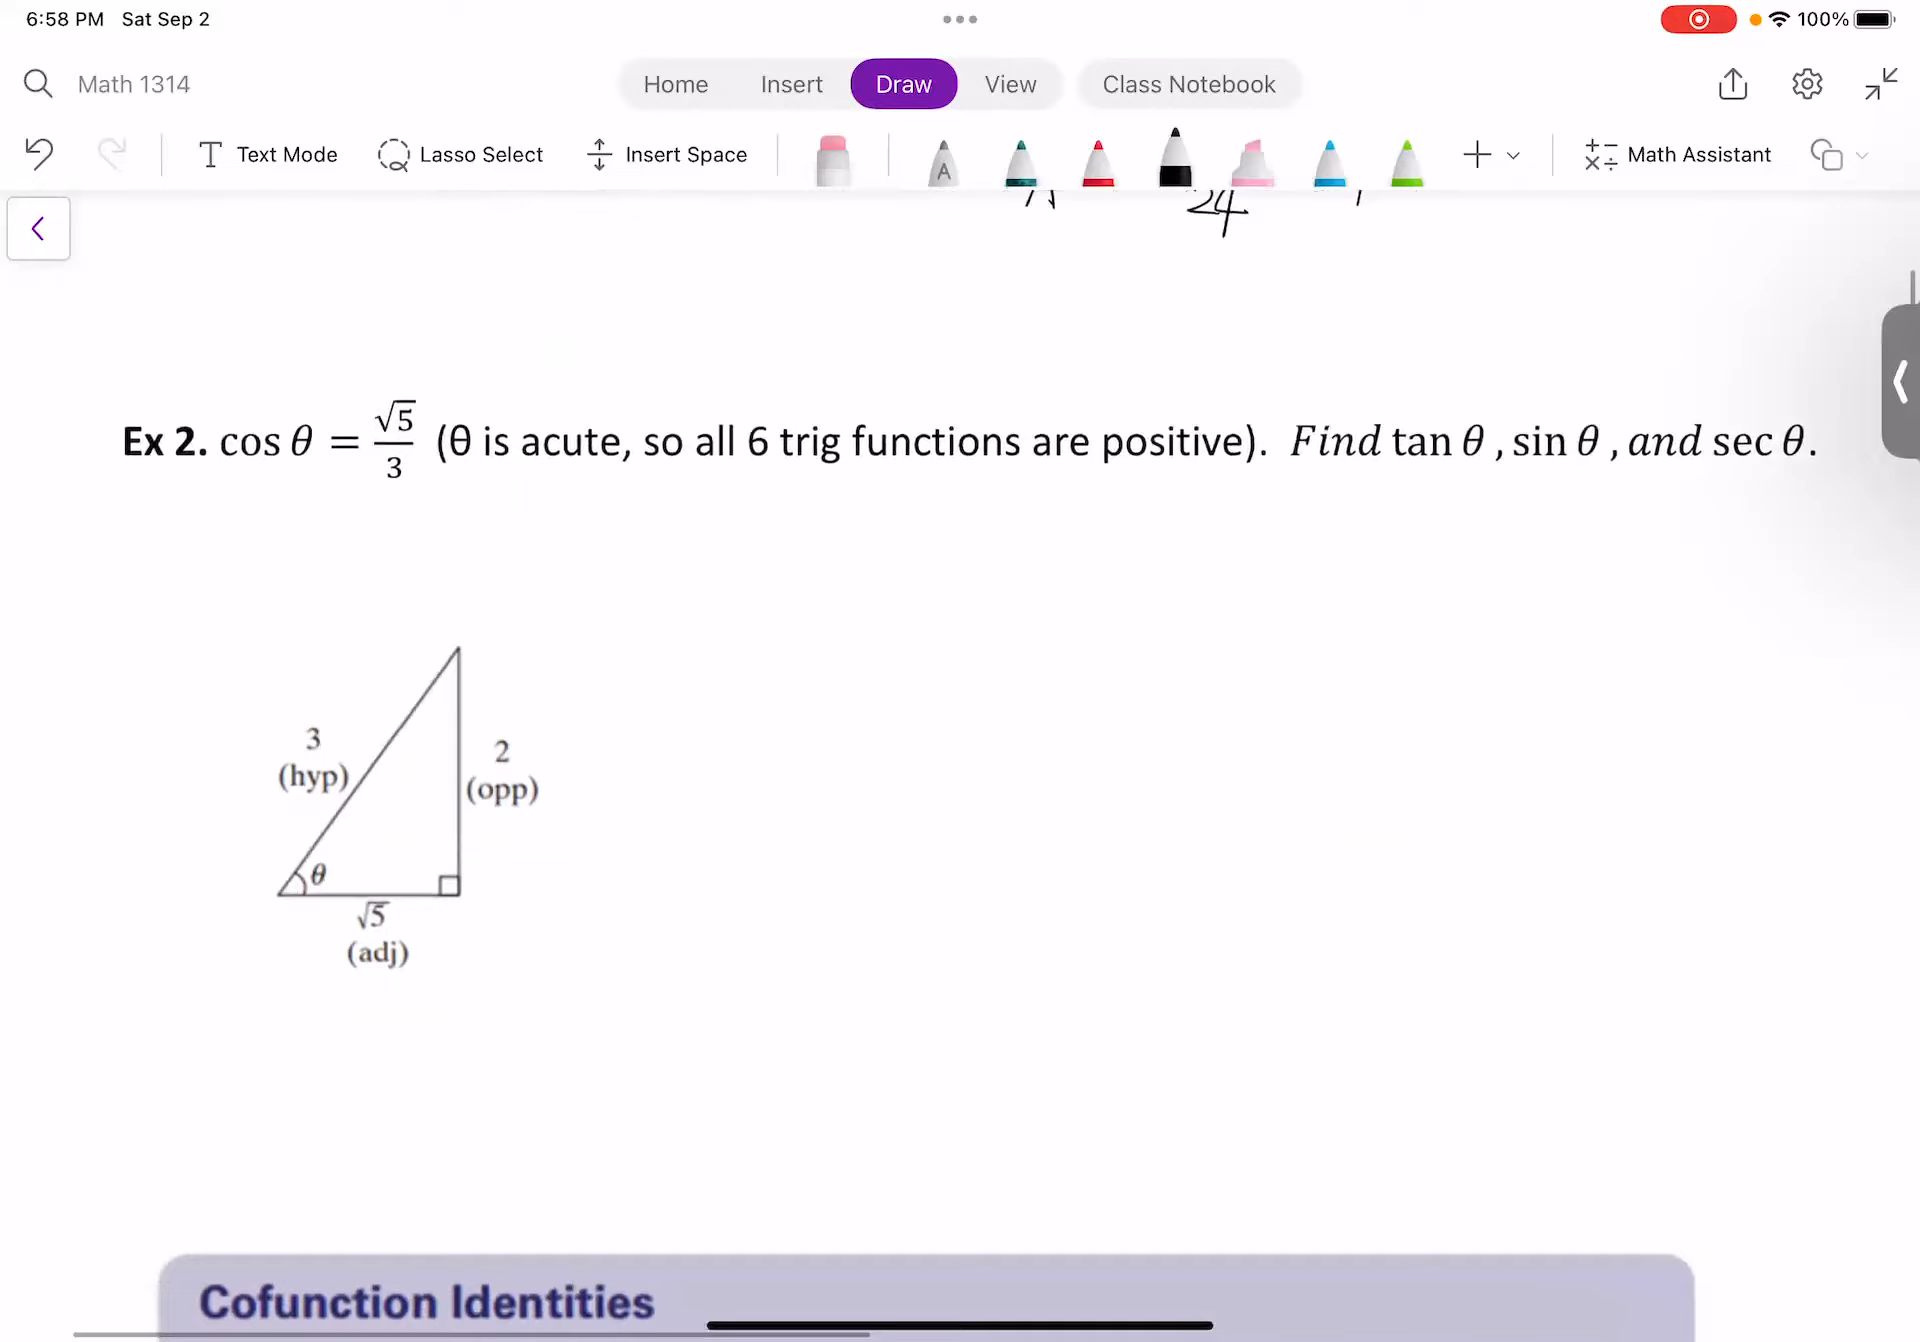 6:58 PM Sat Sep 2
100%
Math 1314
Home Insert Draw View Class Notebook
Text Mode Lasso Select Insert Space A Math Assistant
24
Ex 2. cos θ = √5/3 (θ is acute, so all 6 trig functions are positive). Find tan θ , sin θ , and sec θ.
3
(hyp)
2
(opp)
θ
√5
(adj)
Cofunction Identities